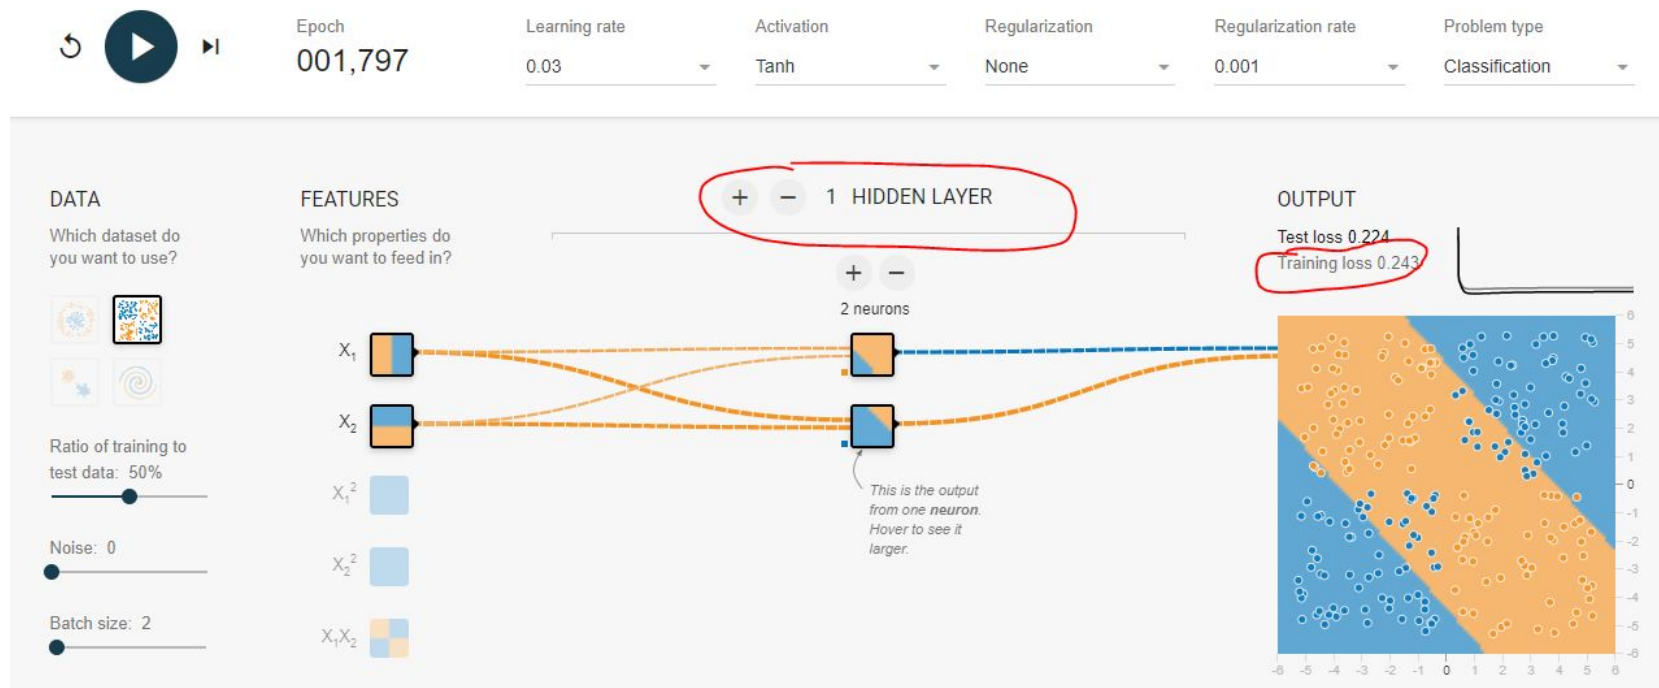 Epoch
001,797
Learning rate
0.03
Activation
Tanh
Regularization
None
Regularization rate
0.001
Problem type
Classification
DATA
Which dataset do
you want to use?
Ratio of training to
test data: 50%
Noise: 0
Batch size: 2
FEATURES
Which properties do
you want to feed in?
X₁
X₂
X₁²
X₂²
X₁X₂
+ − 1 HIDDEN LAYER
+ −
2 neurons
This is the output
from one neuron.
Hover to see it
larger.
OUTPUT
Test loss 0.224
Training loss 0.243
6
5
4
3
2
1
0
-1
-2
-3
-4
-5
-6
-6 -5 -4 -3 -2 -1 0 1 2 3 4 5 6